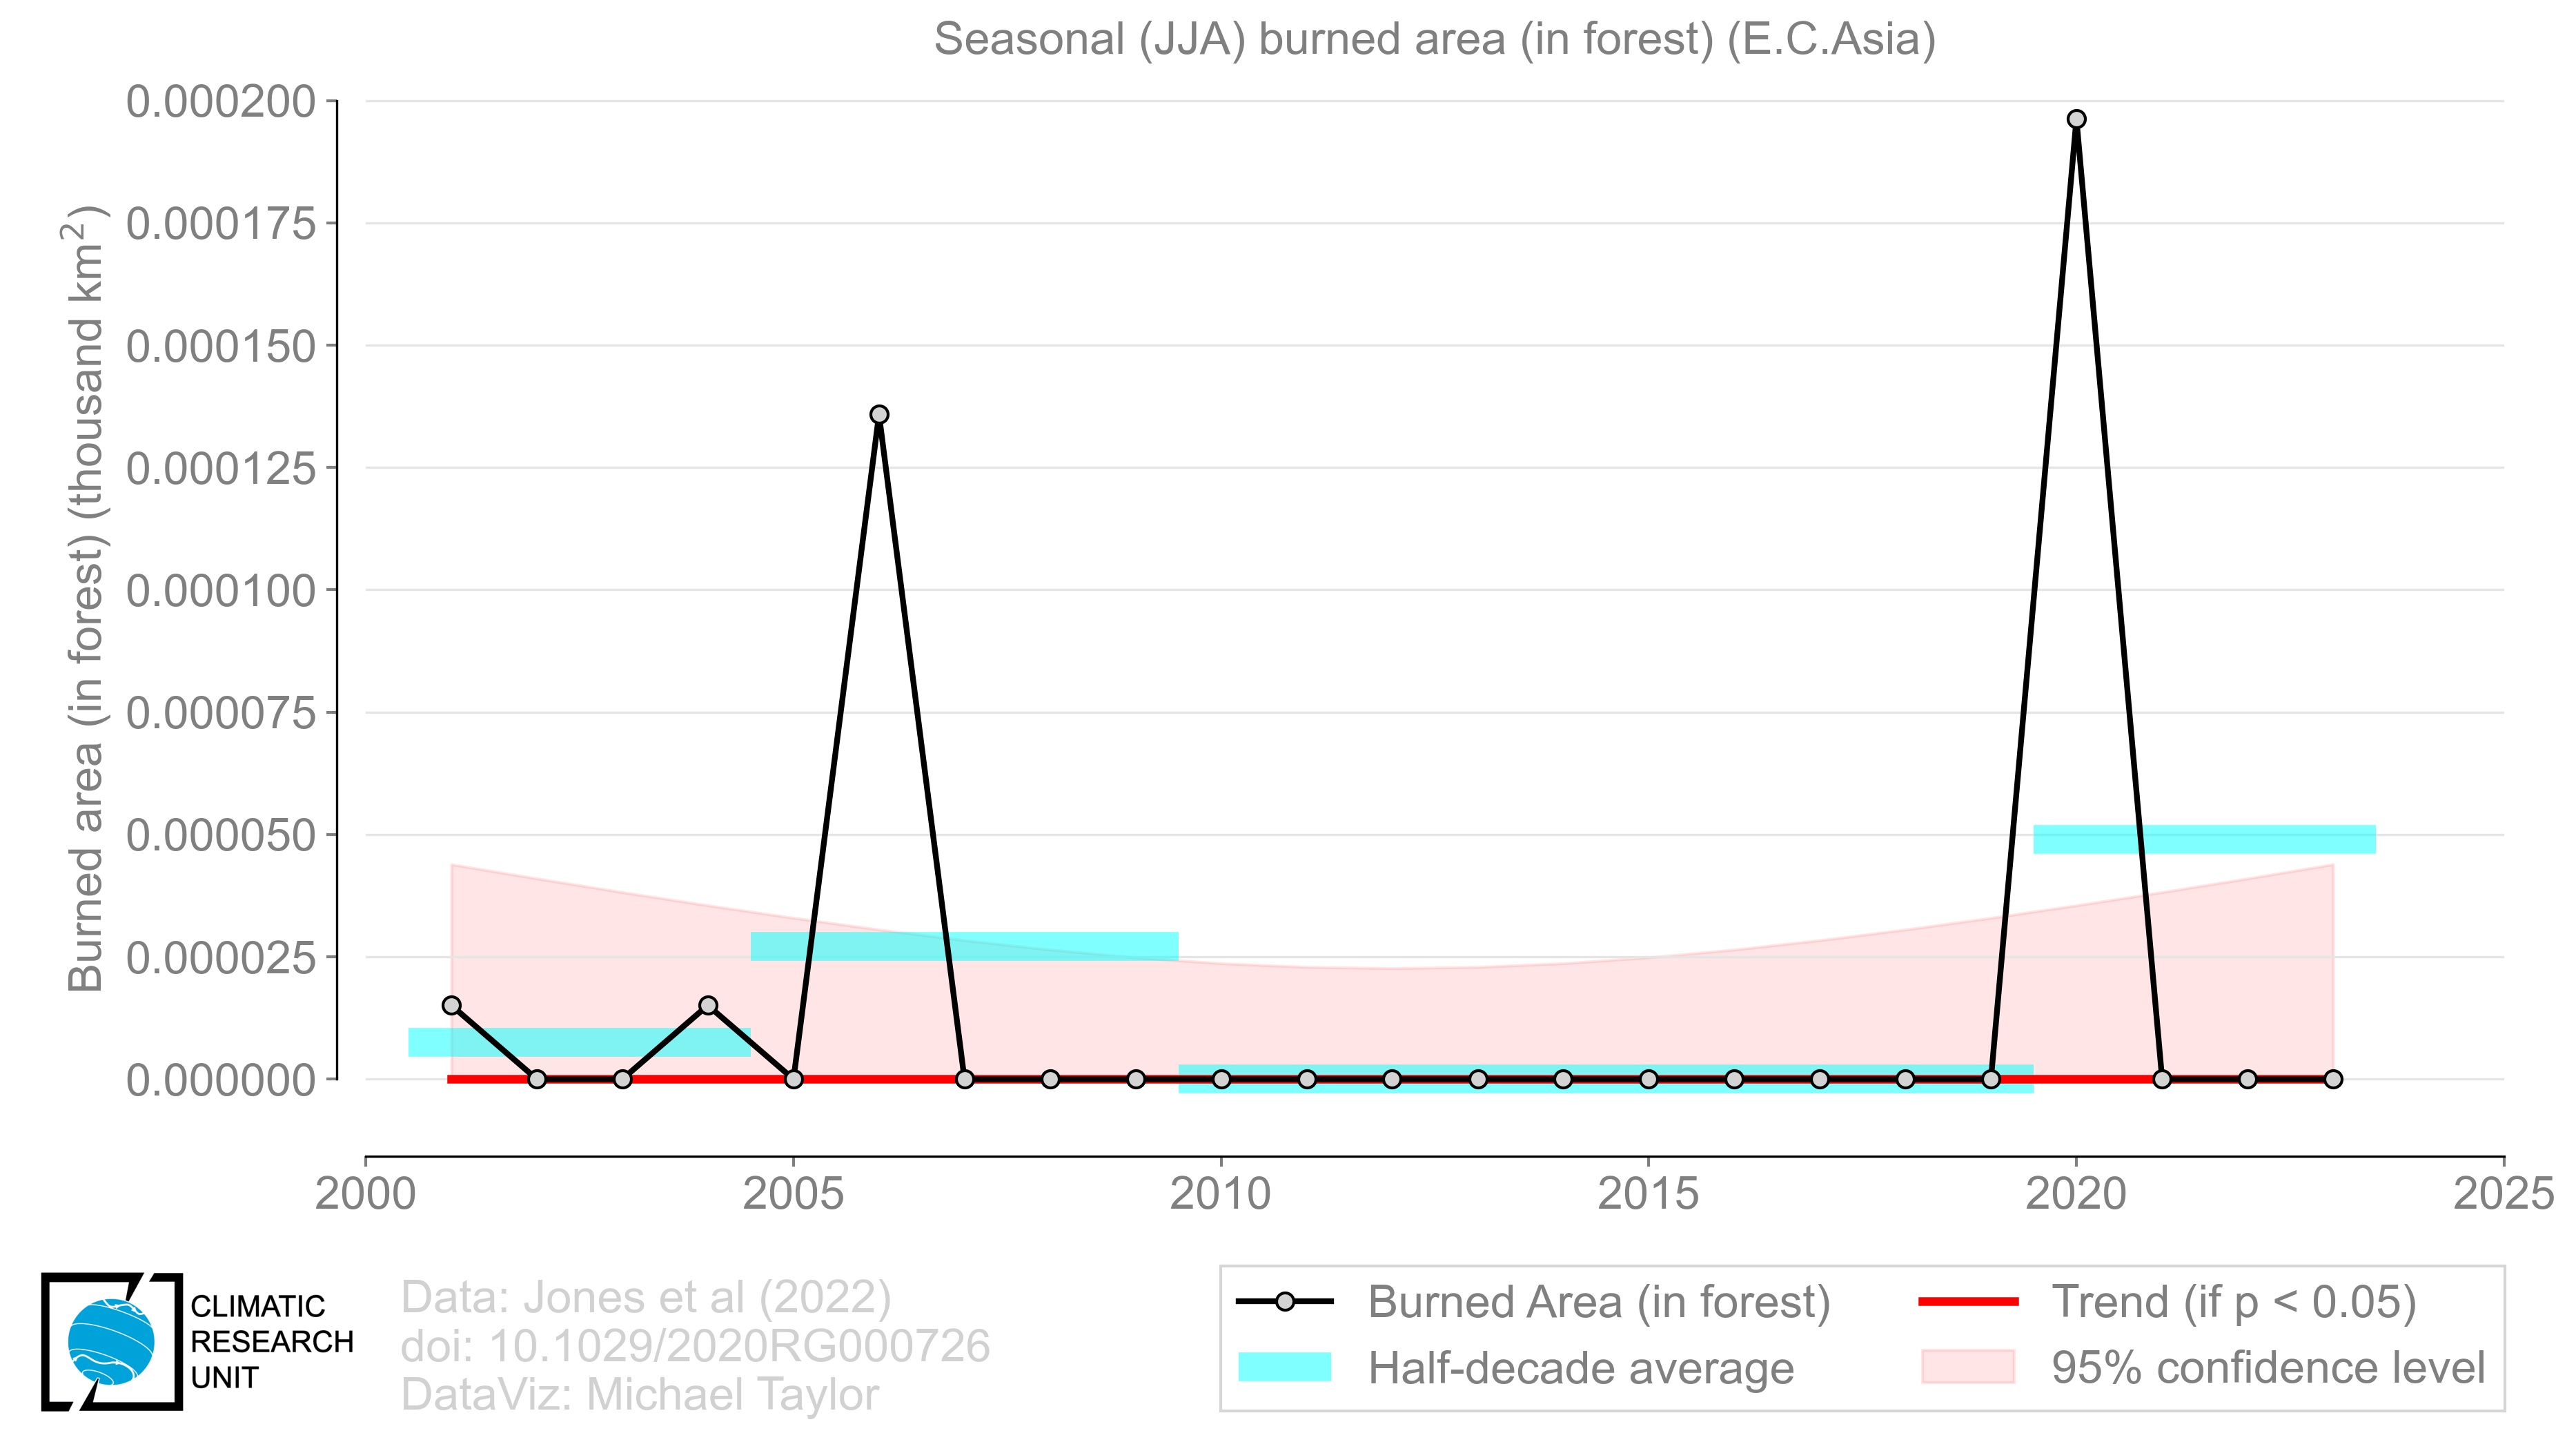 Seasonal (JJA) burned area (in forest) (E.C.Asia)
Burned area (in forest) (thousand km²)
0.000200
0.000175
0.000150
0.000125
0.000100
0.000075
0.000050
0.000025
0.000000
2000
2005
2010
2015
2020
2025
CLIMATIC
RESEARCH
UNIT
Data: Jones et al (2022)
doi: 10.1029/2020RG000726
DataViz: Michael Taylor
Burned Area (in forest)
Half-decade average
Trend (if p < 0.05)
95% confidence level